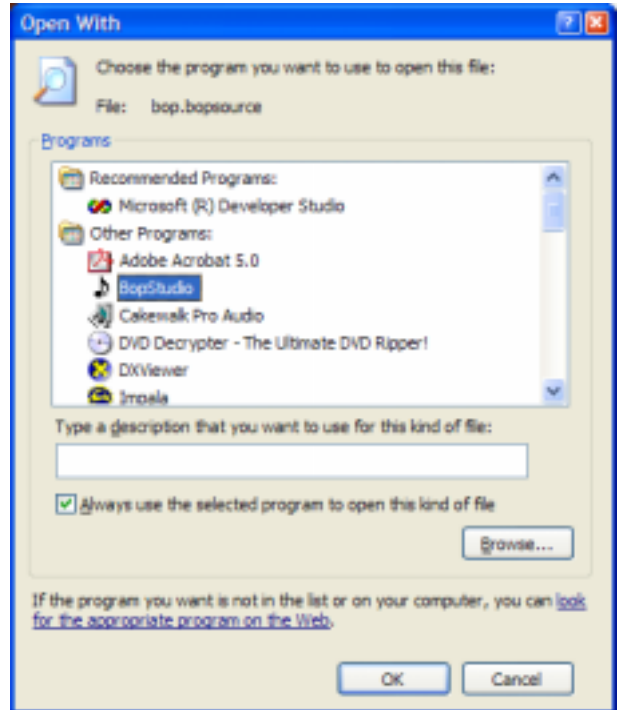 Open With
Choose the program you want to use to open this file:
File: bop.bopsource
Programs
Recommended Programs:
Microsoft (R) Developer Studio
Other Programs:
Adobe Acrobat 5.0
BopStudio
Cakewalk Pro Audio
DVD Decrypter - The Ultimate DVD Ripper!
DXViewer
Impala
Type a description that you want to use for this kind of file:
Always use the selected program to open this kind of file
Browse...
If the program you want is not in the list or on your computer, you can look
for the appropriate program on the Web.
OK
Cancel